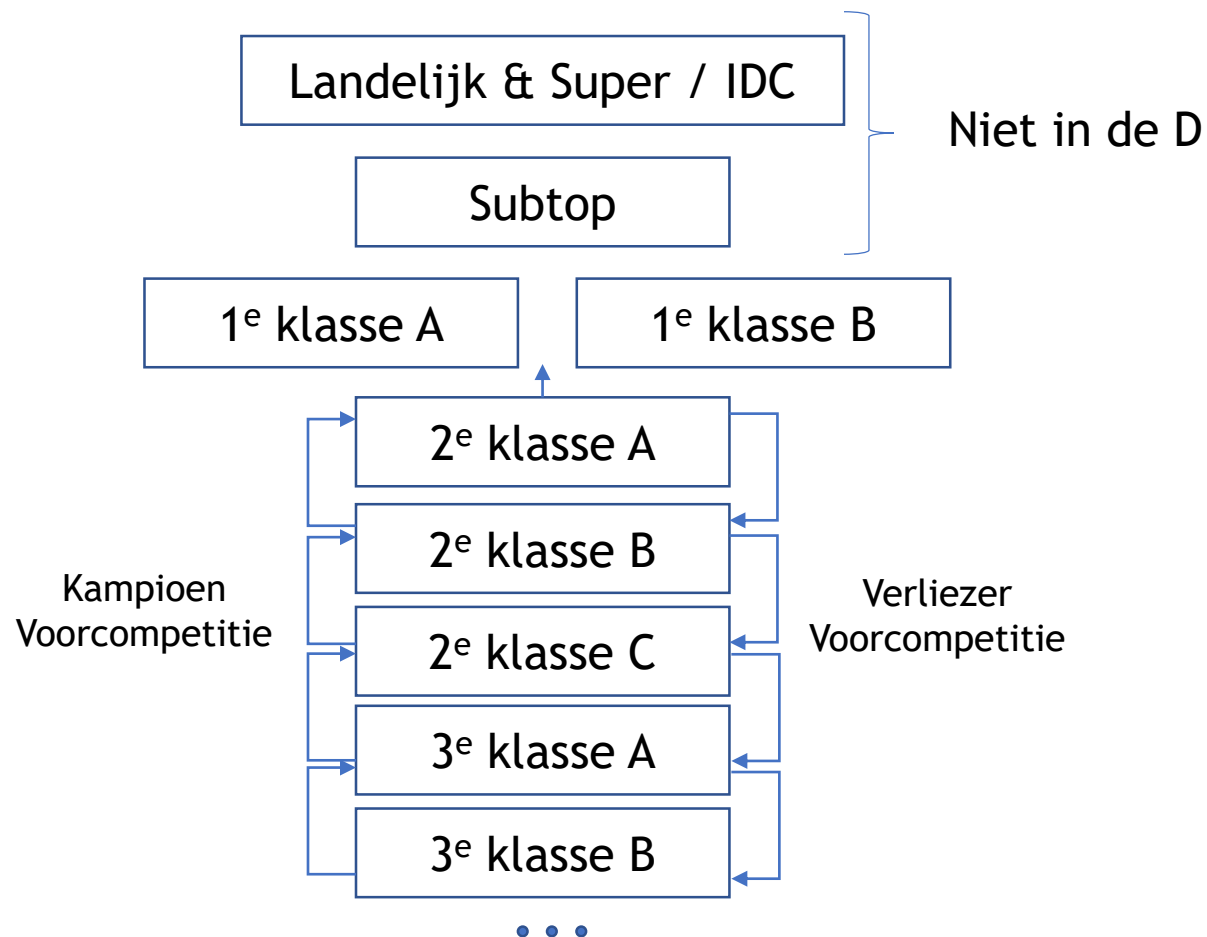 Landelijk & Super / IDC
Niet in de D
Subtop
1e klasse A
1e klasse B
2e klasse A
2e klasse B
Kampioen
Voorcompetitie
Verliezer
Voorcompetitie
2e klasse C
3e klasse A
3e klasse B